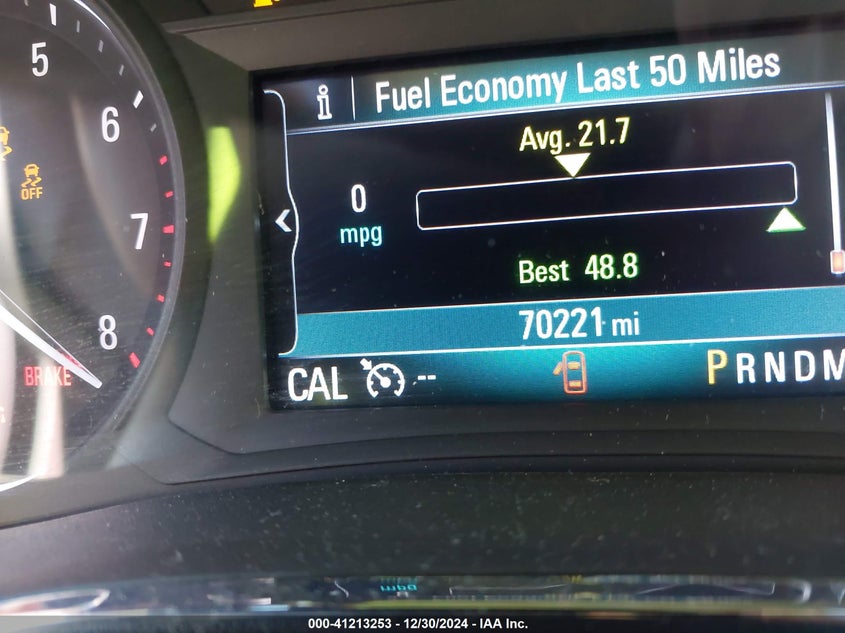 5
6
7
8
OFF
BRAKE
i
Fuel Economy Last 50 Miles
Avg. 21.7
0
mpg
Best 48.8
70221 mi
CAL --
PRNDM
mpg
000-41213253 - 12/30/2024 - IAA Inc.